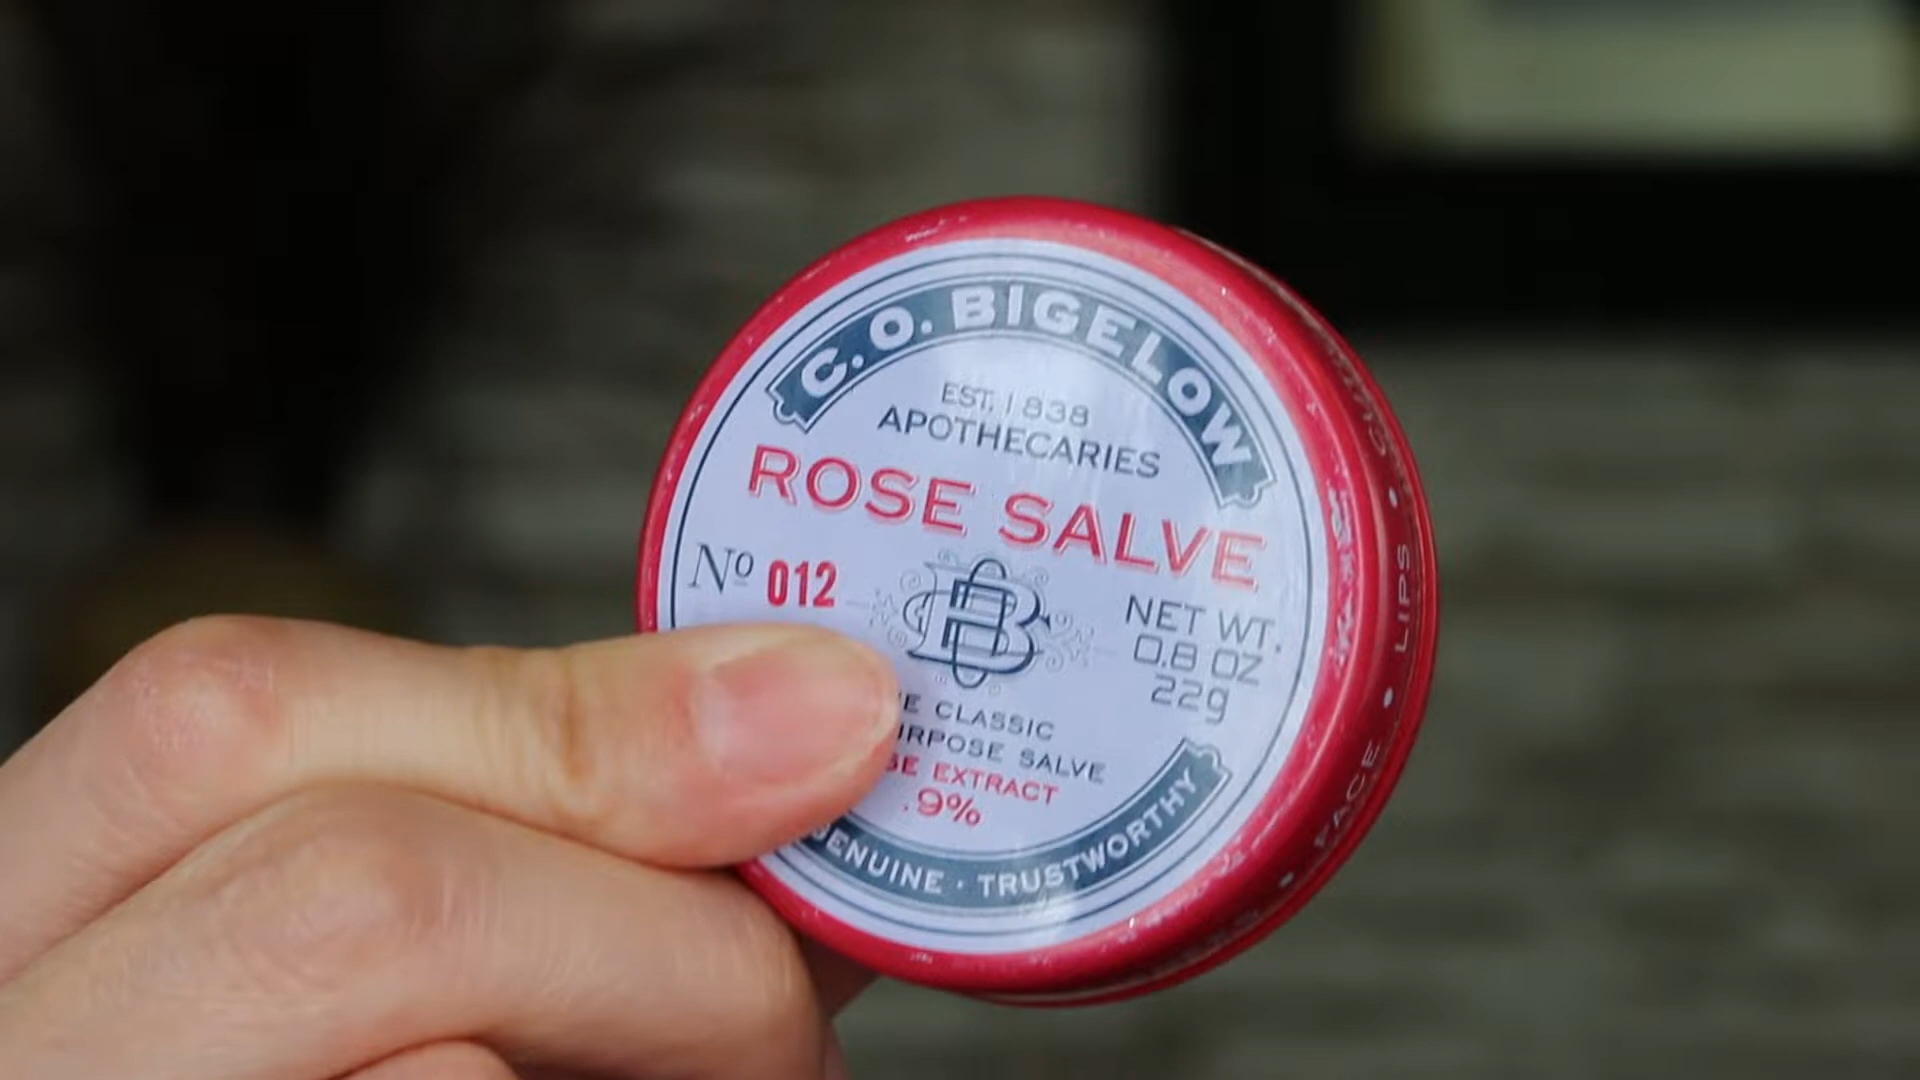 C. O. BIGELOW
EST. 1838
APOTHECARIES
ROSE SALVE
Nº 012
NET WT.
0.8 OZ
22g
CLASSIC
SALVE
EXTRACT
.9%
GENUINE · TRUSTWORTHY
LIPS • FACE •